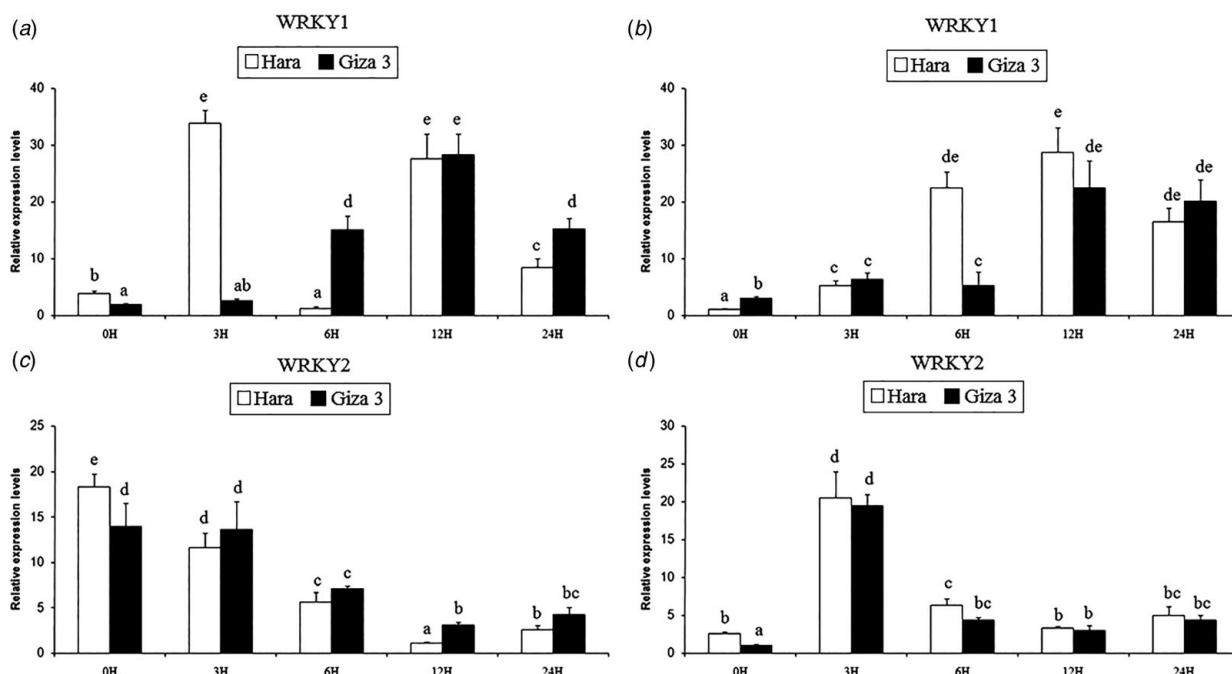 (a)
WRKY1
Hara Giza 3
Relative expression levels
40
30
20
10
0
b a e ab a d e e c d
0H 3H 6H 12H 24H
(b)
WRKY1
Hara Giza 3
Relative expression levels
40
30
20
10
0
a b c c de c e de de de
0H 3H 6H 12H 24H
(c)
WRKY2
Hara Giza 3
Relative expression levels
25
20
15
10
5
0
e d d d c c a b b bc
0H 3H 6H 12H 24H
(d)
WRKY2
Hara Giza 3
Relative expression levels
30
25
20
15
10
5
0
b a d d c bc b b bc bc
0H 3H 6H 12H 24H